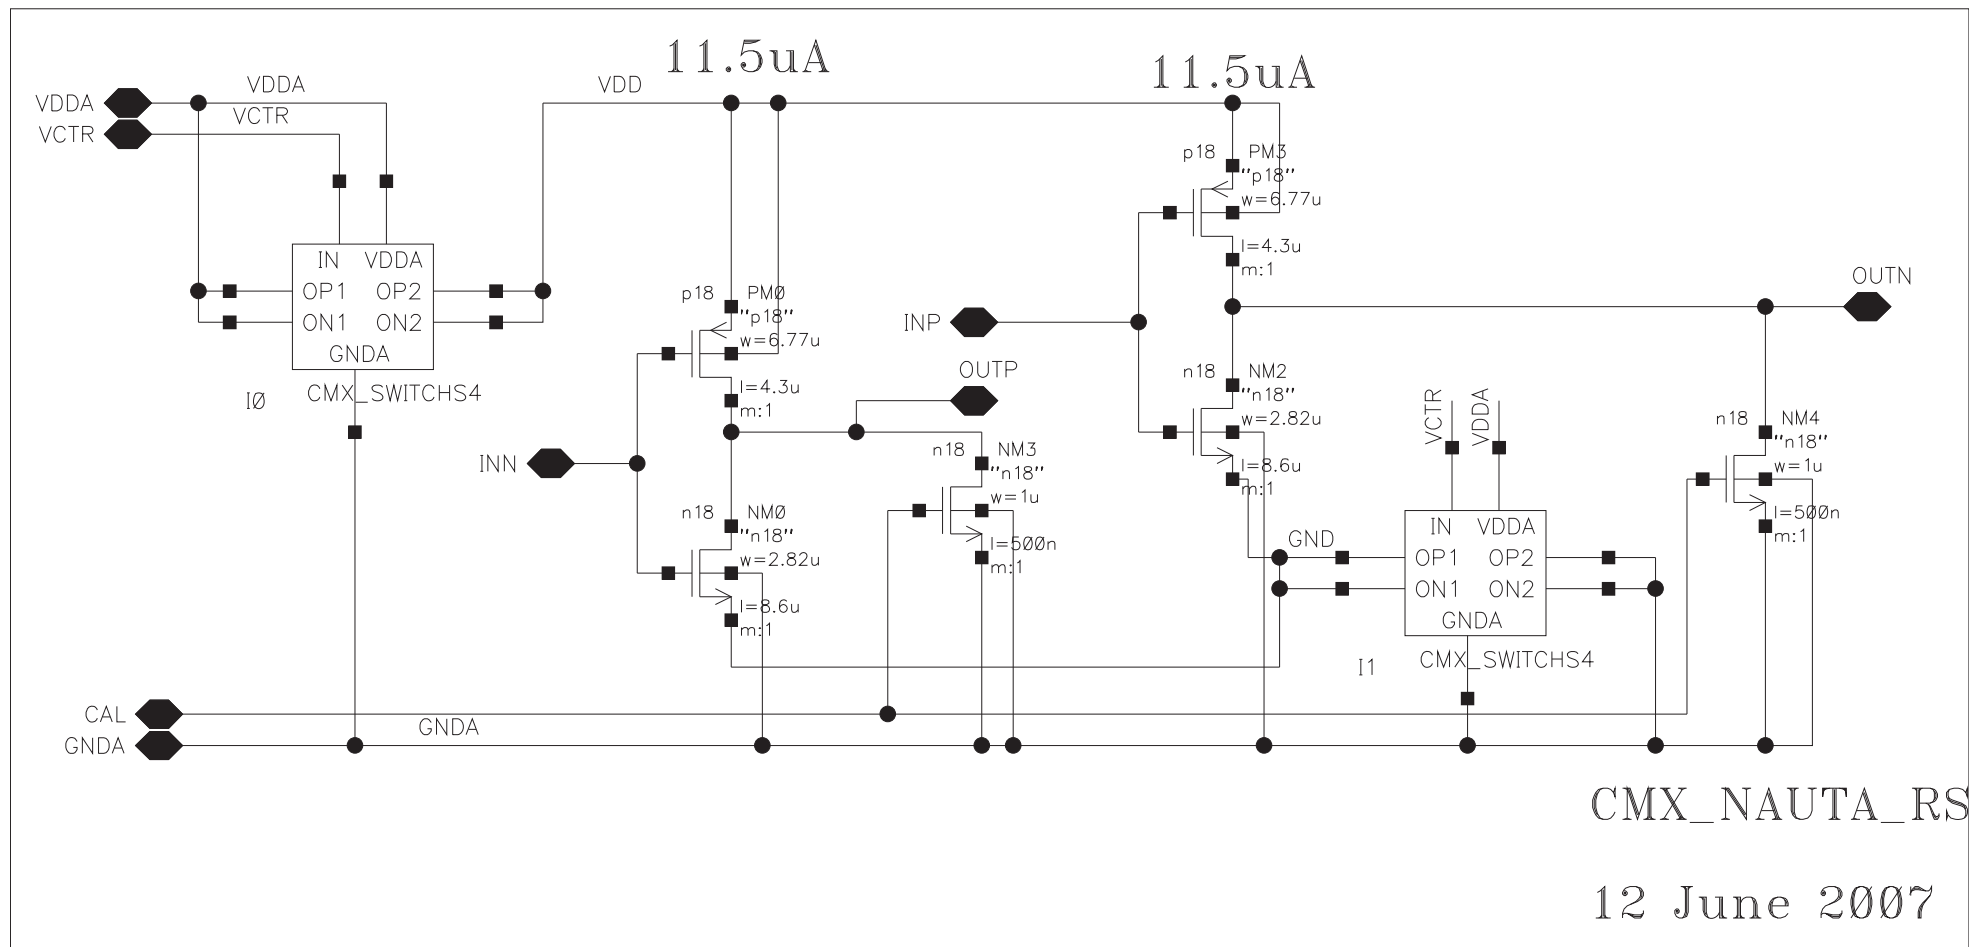 11.5uA
11.5uA
VDDA
VDDA
VDD
VCTR
VCTR
p18 PM3
"p18"
w=6.77u
l=4.3u
m:1
IN VDDA
OP1 OP2
ON1 ON2
GNDA
I0
CMX_SWITCHS4
p18 PM0
"p18"
w=6.77u
l=4.3u
m:1
INP
OUTN
OUTP
n18 NM2
"n18"
w=2.82u
l=8.6u
m:1
VCTR
VDDA
n18 NM4
"n18"
w=1u
l=500n
m:1
INN
n18 NM3
"n18"
w=1u
l=500n
m:1
n18 NM0
"n18"
w=2.82u
l=8.6u
m:1
GND
IN VDDA
OP1 OP2
ON1 ON2
GNDA
I1
CMX_SWITCHS4
CAL
GNDA
GNDA
CMX_NAUTA_RS
12 June 2007